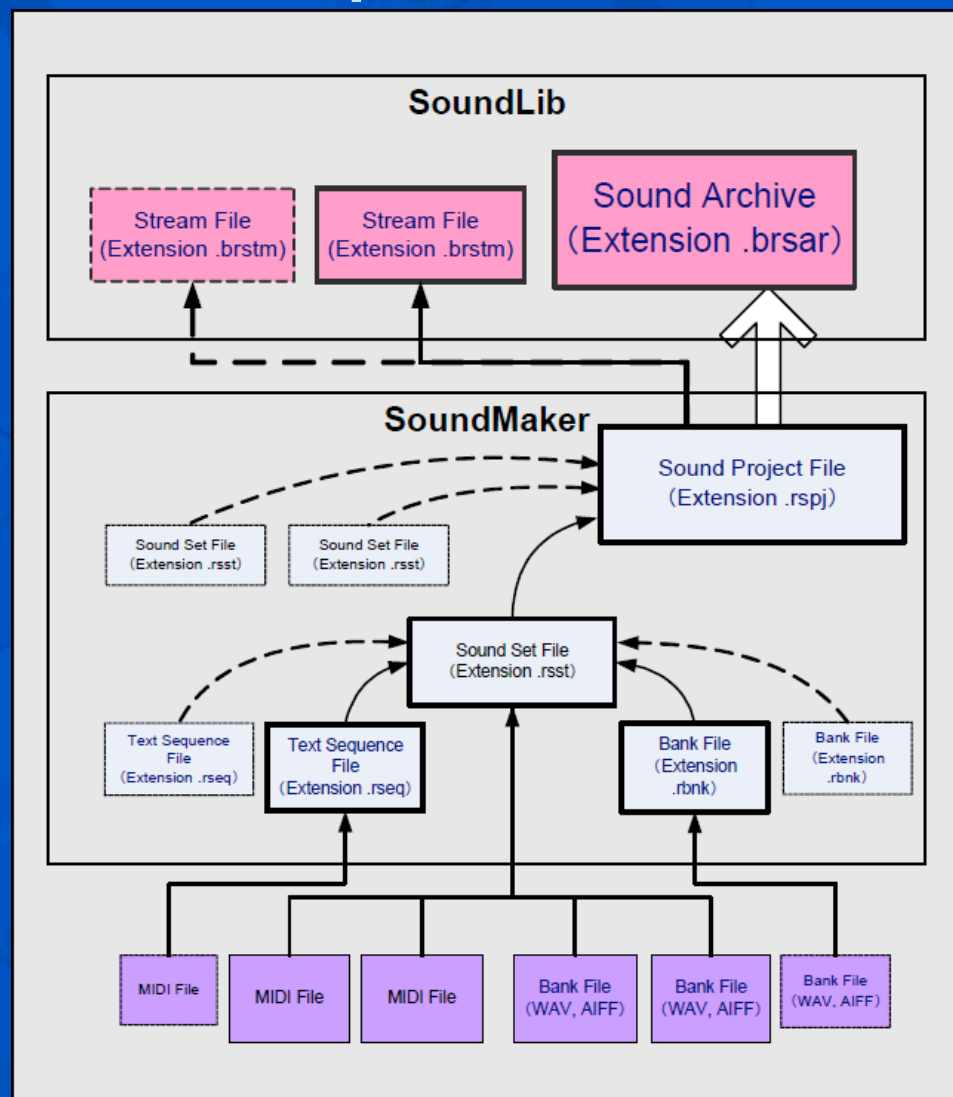 SoundLib
Stream File
(Extension .brstm)
Stream File
(Extension .brstm)
Sound Archive
(Extension .brsar)
SoundMaker
Sound Project File
(Extension .rspj)
Sound Set File
(Extension .rsst)
Sound Set File
(Extension .rsst)
Sound Set File
(Extension .rsst)
Text Sequence
File
(Extension .rseq)
Text Sequence
File
(Extension .rseq)
Bank File
(Extension
.rbnk)
Bank File
(Extension
.rbnk)
MIDI File
MIDI File
MIDI File
Bank File
(WAV, AIFF)
Bank File
(WAV, AIFF)
Bank File
(WAV, AIFF)